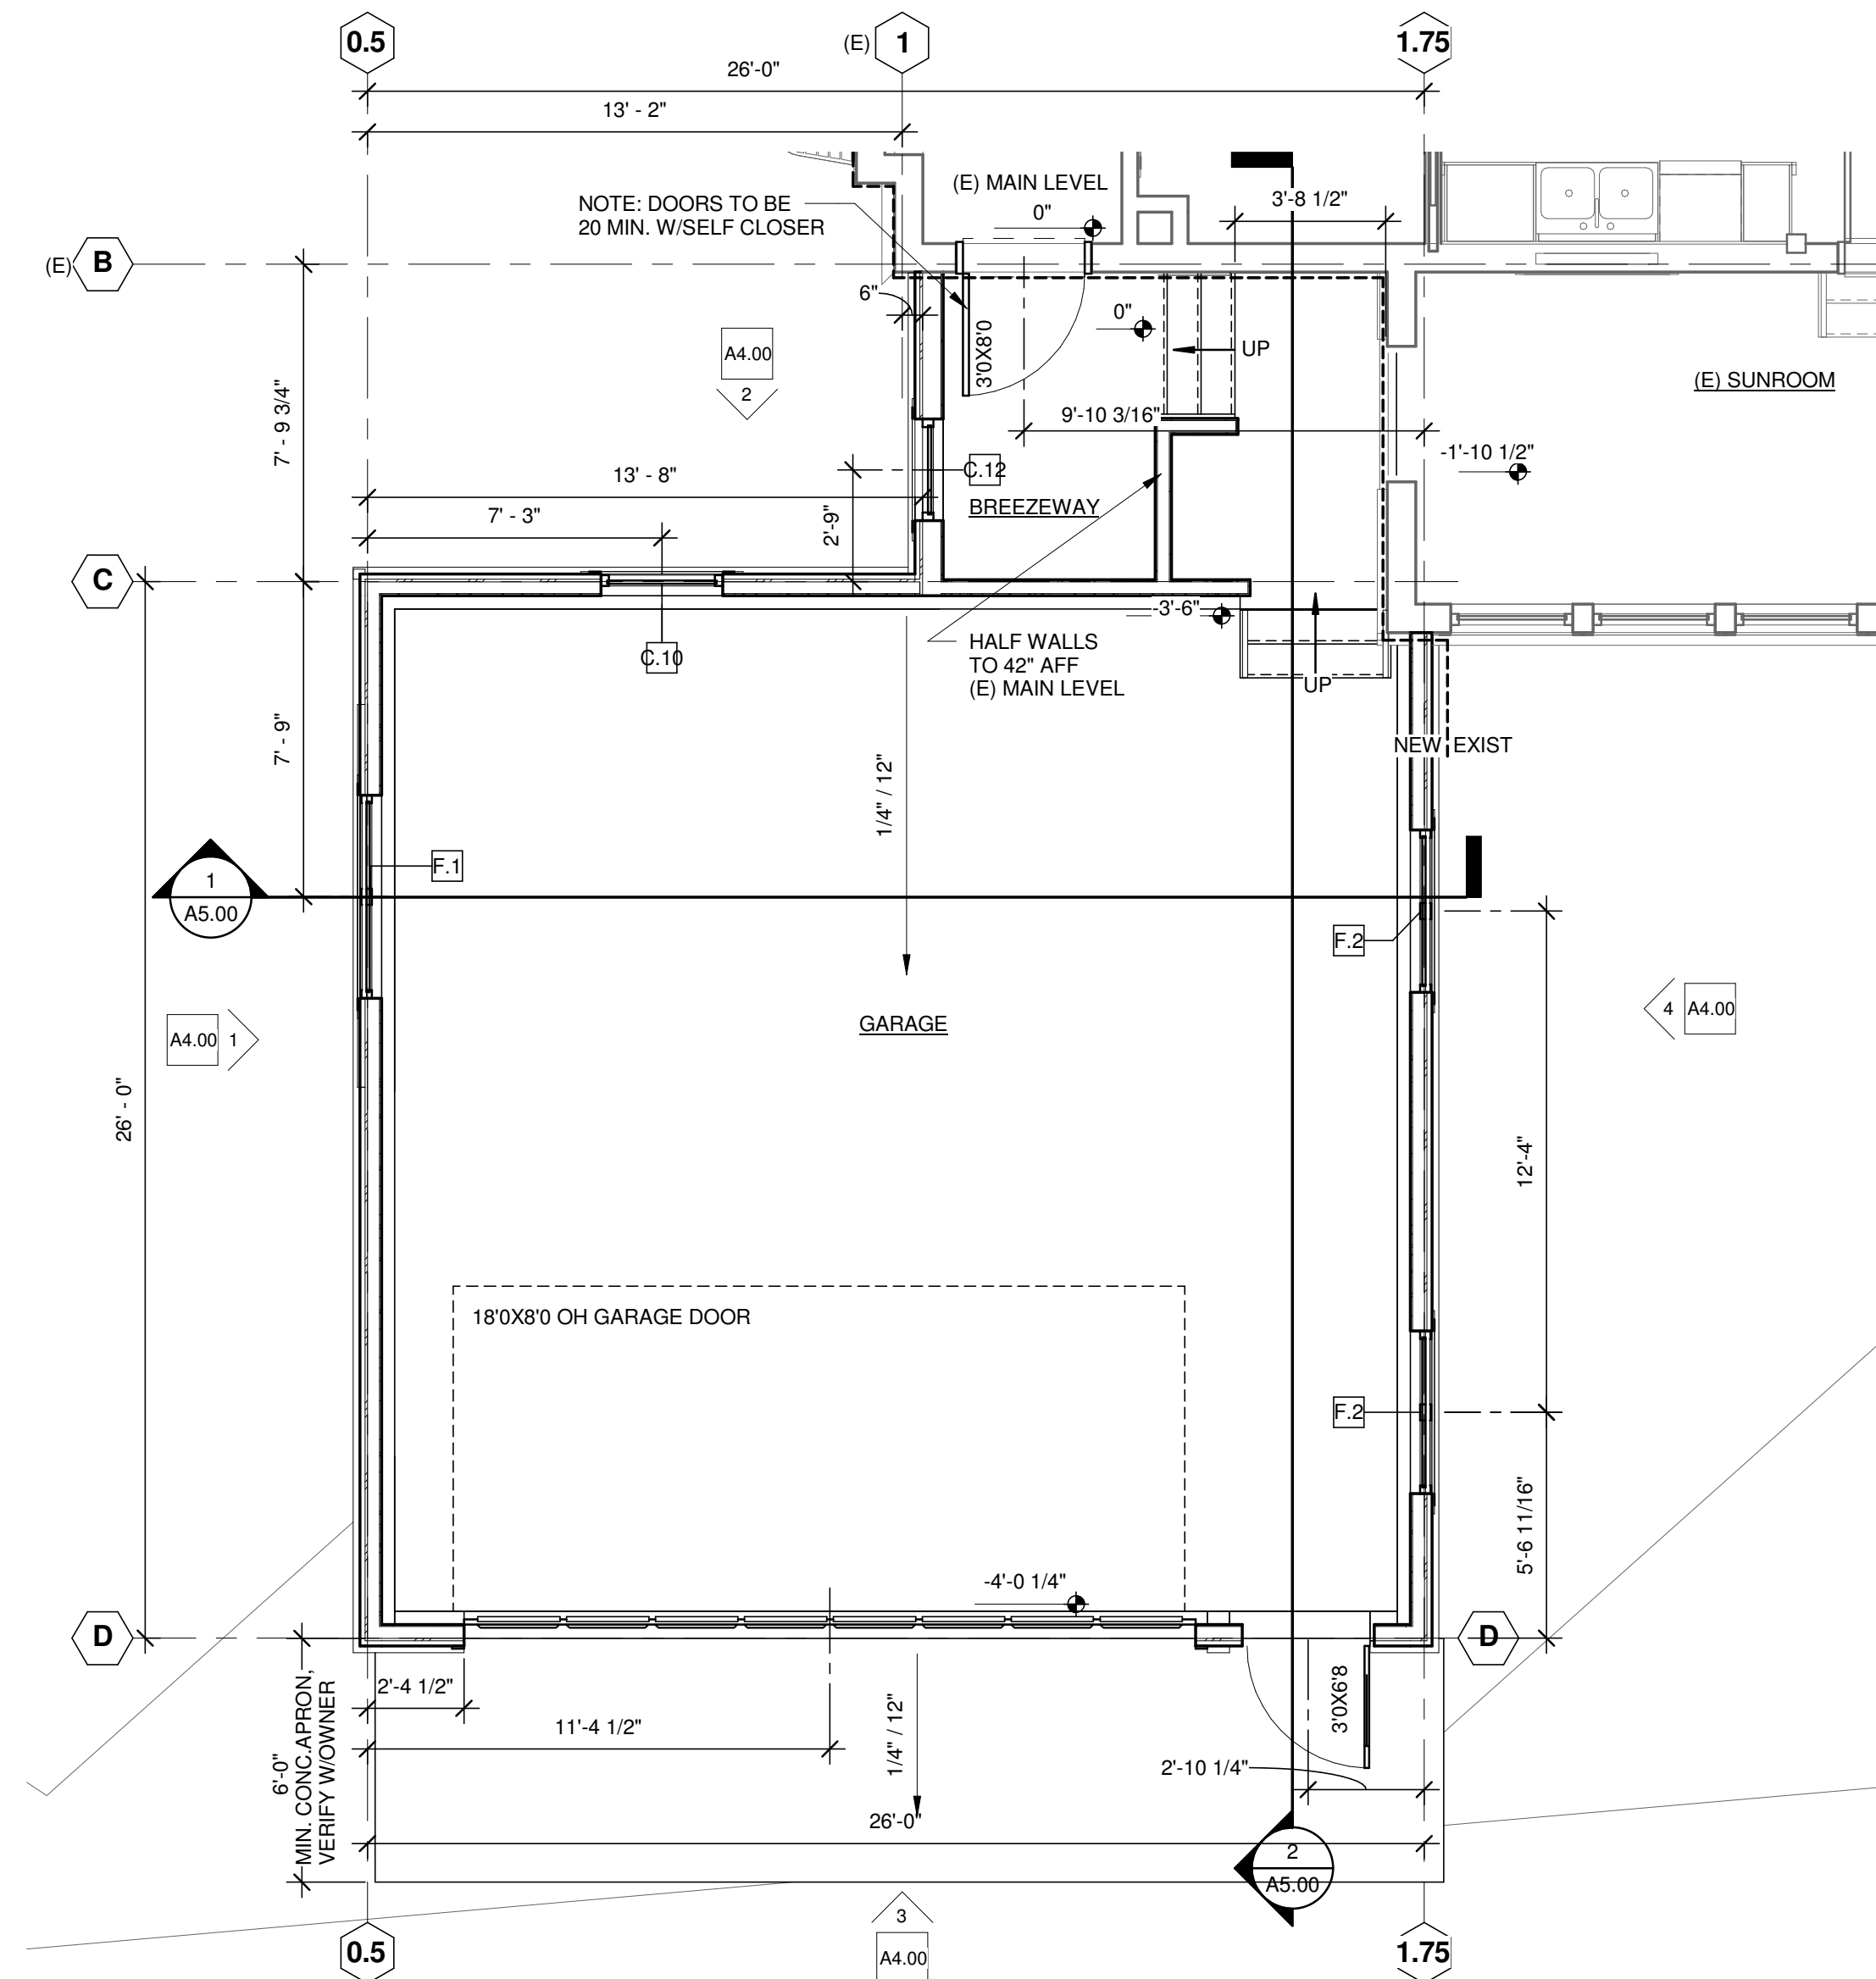 0.5
(E)
1
1.75
26'-0"
13' - 2"
(E) MAIN LEVEL
0"
3'-8 1/2"
NOTE: DOORS TO BE
20 MIN. W/SELF CLOSER
(E)
B
6"
3'0X8'0
0"
UP
A4.00
2
(E) SUNROOM
7' - 9 3/4"
9'-10 3/16"
-1'-10 1/2"
13' - 8"
C.12
BREEZEWAY
7' - 3"
2'-9"
C
-3'-6"
C.10
HALF WALLS
TO 42" AFF
(E) MAIN LEVEL
UP
7' - 9"
NEW
EXIST
1/4" / 12"
F.1
1
A5.00
F.2
A4.00
1
GARAGE
4
A4.00
26' - 0"
12'-4"
18'0X8'0 OH GARAGE DOOR
F.2
5'-6 11/16"
-4'-0 1/4"
D
D
2'-4 1/2"
11'-4 1/2"
1/4" / 12"
3'0X6'8
2'-10 1/4"
6'-0"
MIN. CONC.APRON,
VERIFY W/OWNER
26'-0"
2
A5.00
3
A4.00
0.5
1.75